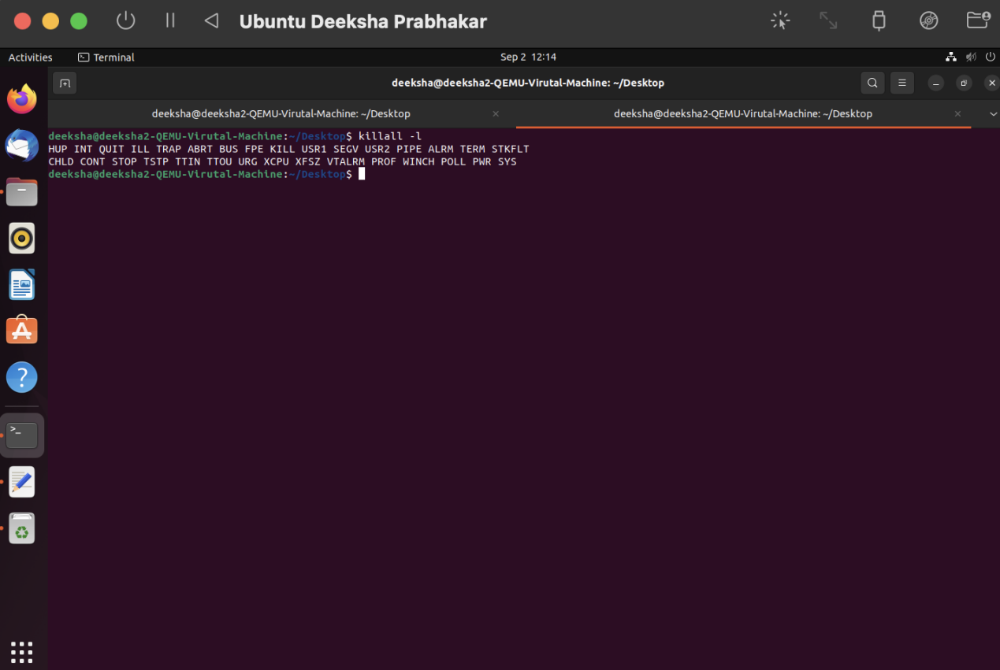 Ubuntu Deeksha Prabhakar
Activities Terminal Sep 2 12:14
deeksha@deeksha2-QEMU-Virutal-Machine: ~/Desktop
deeksha@deeksha2-QEMU-Virutal-Machine: ~/Desktop deeksha@deeksha2-QEMU-Virutal-Machine: ~/Desktop
deeksha@deeksha2-QEMU-Virutal-Machine:~/Desktop$ killall -l
HUP INT QUIT ILL TRAP ABRT BUS FPE KILL USR1 SEGV USR2 PIPE ALRM TERM STKFLT
CHLD CONT STOP TSTP TTIN TTOU URG XCPU XFSZ VTALRM PROF WINCH POLL PWR SYS
deeksha@deeksha2-QEMU-Virutal-Machine:~/Desktop$